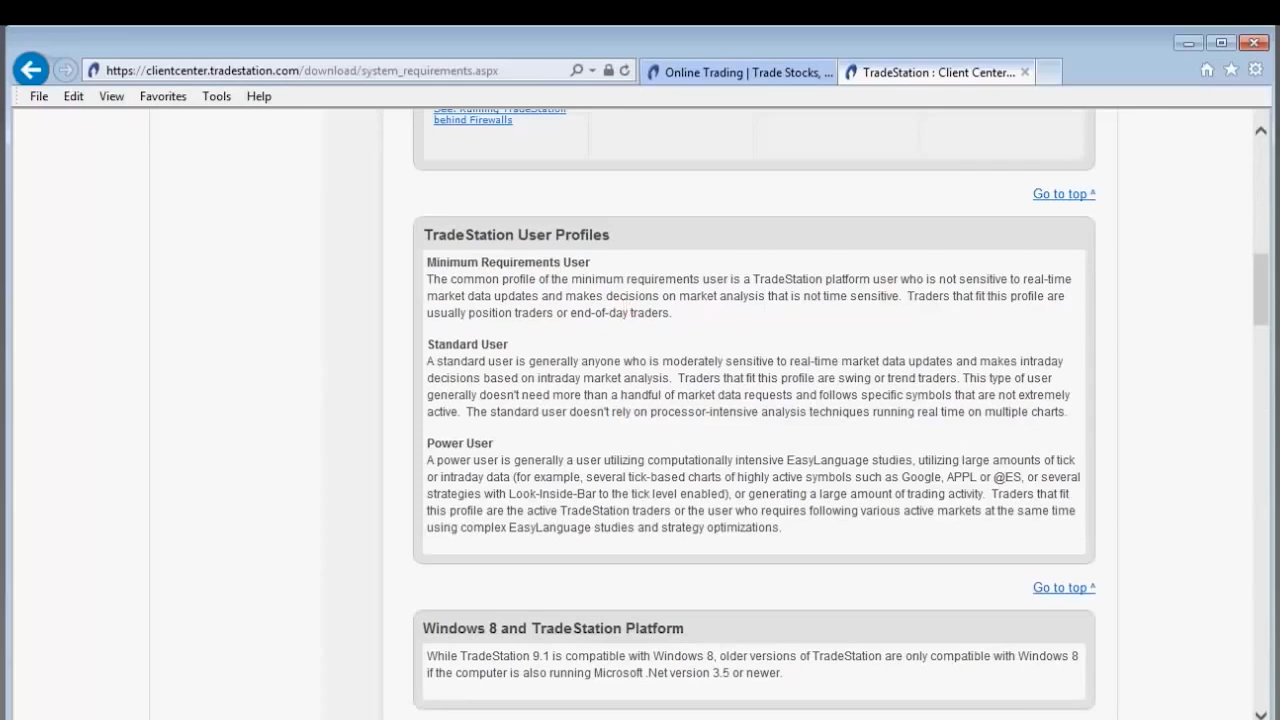 https://clientcenter.tradestation.com/download/system_requirements.aspx
Online Trading | Trade Stocks, ...
TradeStation : Client Center...
File Edit View Favorites Tools Help
See: Running TradeStation
behind Firewalls
Go to top ^
TradeStation User Profiles
Minimum Requirements User
The common profile of the minimum requirements user is a TradeStation platform user who is not sensitive to real-time
market data updates and makes decisions on market analysis that is not time sensitive. Traders that fit this profile are
usually position traders or end-of-day traders.
Standard User
A standard user is generally anyone who is moderately sensitive to real-time market data updates and makes intraday
decisions based on intraday market analysis. Traders that fit this profile are swing or trend traders. This type of user
generally doesn't need more than a handful of market data requests and follows specific symbols that are not extremely
active. The standard user doesn't rely on processor-intensive analysis techniques running real time on multiple charts.
Power User
A power user is generally a user utilizing computationally intensive EasyLanguage studies, utilizing large amounts of tick
or intraday data (for example, several tick-based charts of highly active symbols such as Google, APPL or @ES, or several
strategies with Look-Inside-Bar to the tick level enabled), or generating a large amount of trading activity. Traders that fit
this profile are the active TradeStation traders or the user who requires following various active markets at the same time
using complex EasyLanguage studies and strategy optimizations.
Go to top ^
Windows 8 and TradeStation Platform
While TradeStation 9.1 is compatible with Windows 8, older versions of TradeStation are only compatible with Windows 8
if the computer is also running Microsoft .Net version 3.5 or newer.